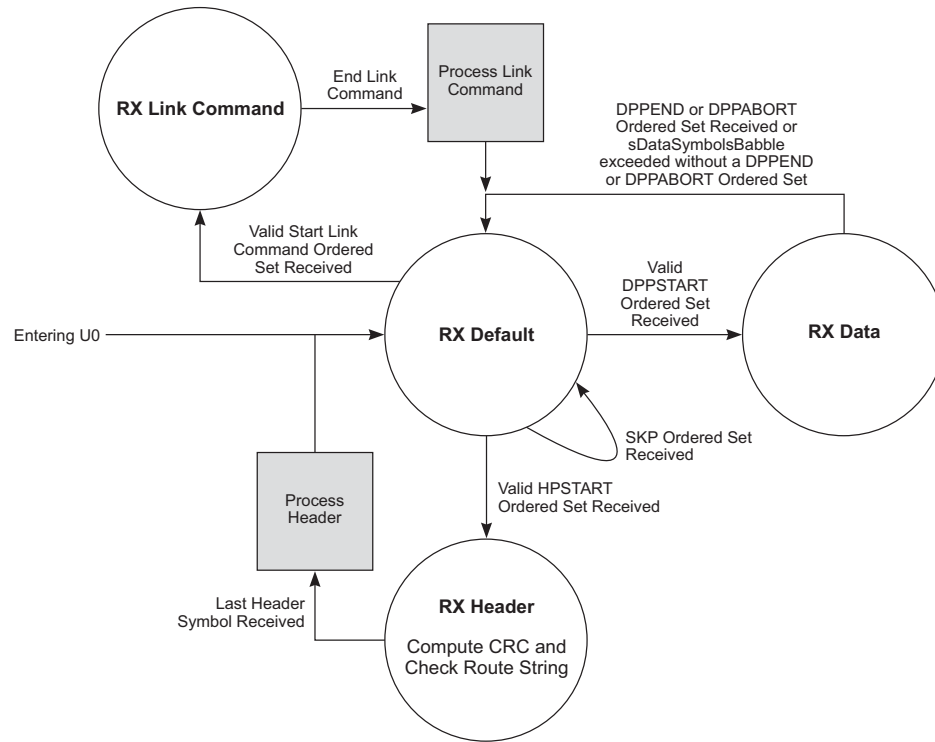 RX Link Command
End Link
Command
Process Link
Command
DPPEND or DPPABORT
Ordered Set Received or
sDataSymbolsBabble
exceeded without a DPPEND
or DPPABORT Ordered Set
Valid Start Link
Command Ordered
Set Received
Entering U0
RX Default
Valid
DPPSTART
Ordered Set
Received
RX Data
SKP Ordered Set
Received
Process
Header
Valid HPSTART
Ordered Set Received
Last Header
Symbol Received
RX Header
Compute CRC and
Check Route String